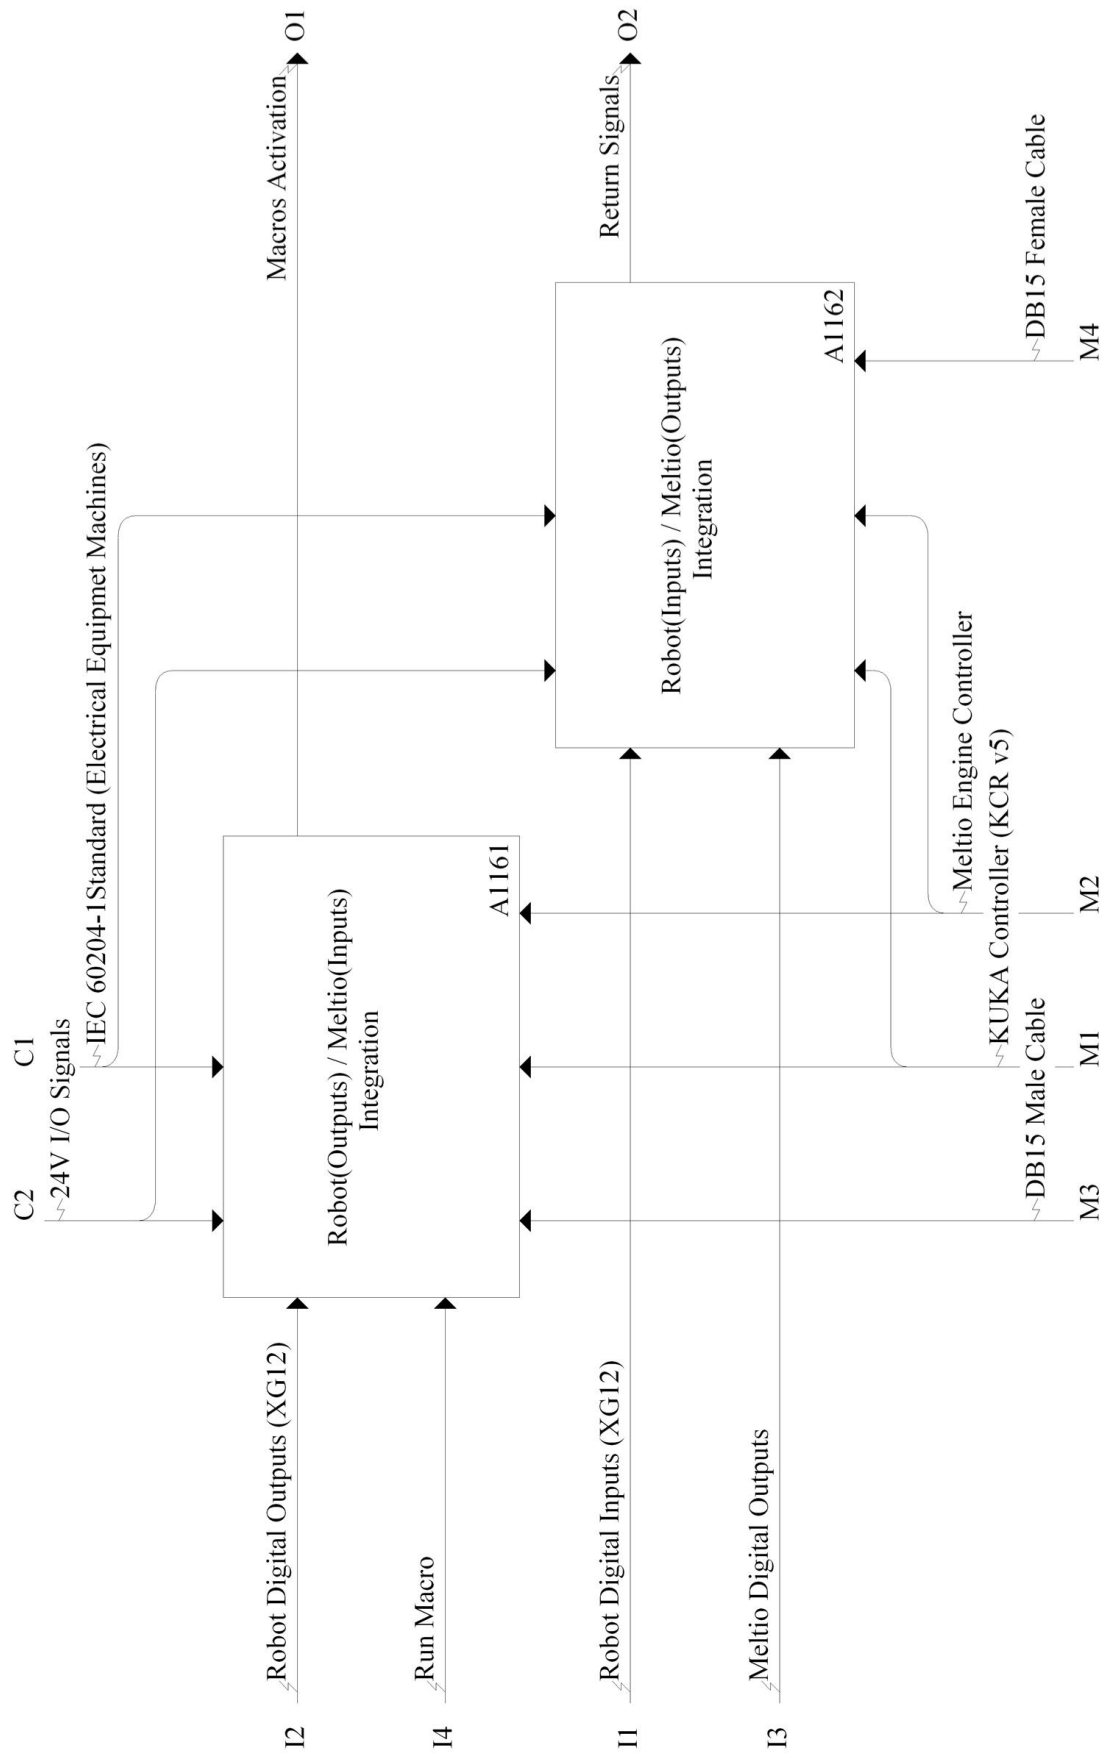 C2
C1
24V I/O Signals
IEC 60204-1Standard (Electrical Equipmet Machines)
I2
Robot Digital Outputs (XG12)
Macros Activation
O1
Robot(Outputs) / Meltio(Inputs)
Integration
I4
Run Macro
A1161
I1
Robot Digital Inputs (XG12)
Return Signals
O2
Robot(Inputs) / Meltio(Outputs)
Integration
I3
Meltio Digital Outputs
A1162
Meltio Engine Controller
KUKA Controller (KCR v5)
DB15 Male Cable
DB15 Female Cable
M3
M1
M2
M4